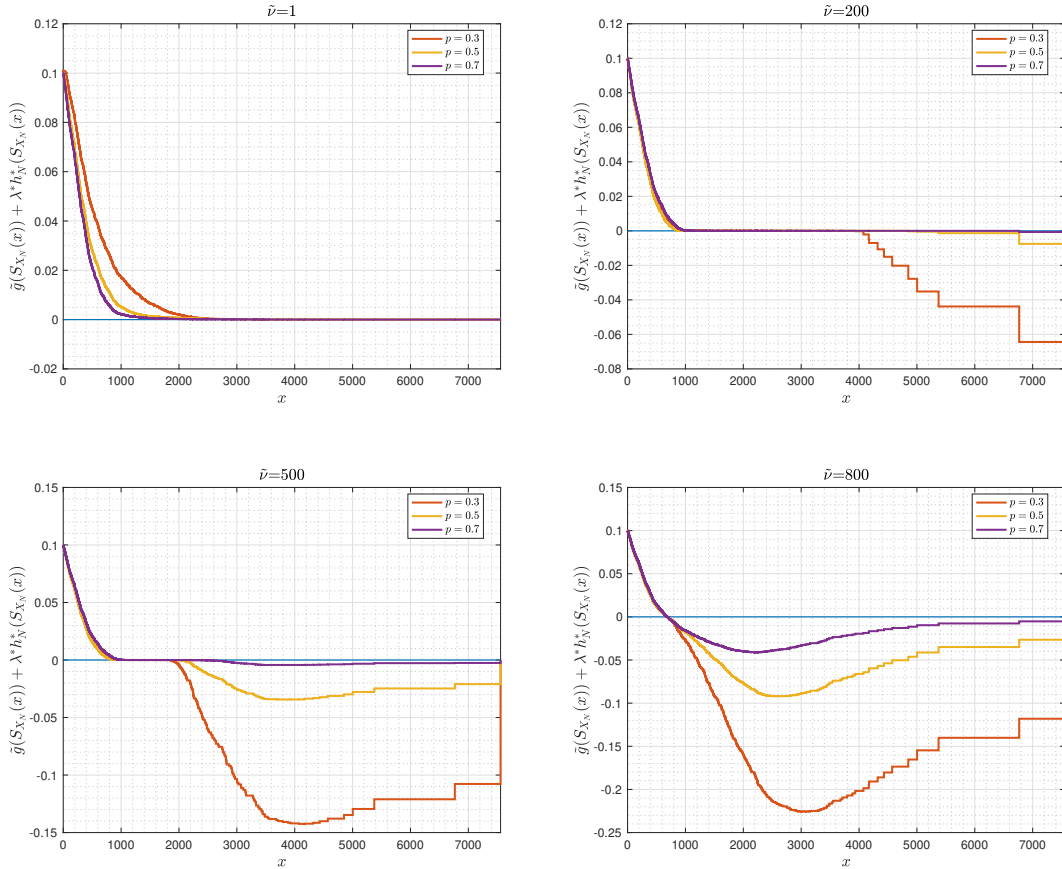 ν̃=1
0.12
0.1
0.08
0.06
0.04
0.02
0
-0.02
0 1000 2000 3000 4000 5000 6000 7000
x
g̃(S_{X_N}(x)) + λ*h*_N(S_{X_N}(x))
p = 0.3
p = 0.5
p = 0.7
ν̃=200
0.12
0.1
0.08
0.06
0.04
0.02
0
-0.02
-0.04
-0.06
-0.08
0 1000 2000 3000 4000 5000 6000 7000
x
g̃(S_{X_N}(x)) + λ*h*_N(S_{X_N}(x))
p = 0.3
p = 0.5
p = 0.7
ν̃=500
0.15
0.1
0.05
0
-0.05
-0.1
-0.15
0 1000 2000 3000 4000 5000 6000 7000
x
g̃(S_{X_N}(x)) + λ*h*_N(S_{X_N}(x))
p = 0.3
p = 0.5
p = 0.7
ν̃=800
0.15
0.1
0.05
0
-0.05
-0.1
-0.15
-0.2
-0.25
0 1000 2000 3000 4000 5000 6000 7000
x
g̃(S_{X_N}(x)) + λ*h*_N(S_{X_N}(x))
p = 0.3
p = 0.5
p = 0.7